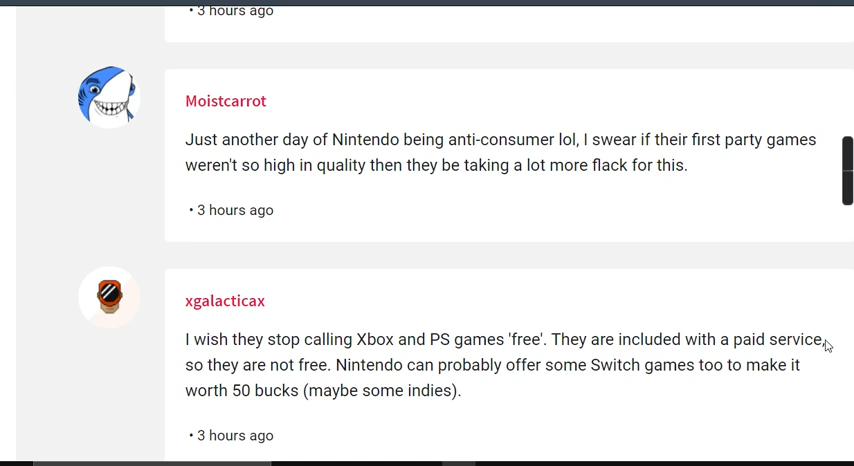 • 3 hours ago
Moistcarrot
Just another day of Nintendo being anti-consumer lol, I swear if their first party games
weren't so high in quality then they be taking a lot more flack for this.
• 3 hours ago
xgalacticax
I wish they stop calling Xbox and PS games 'free'. They are included with a paid service,
so they are not free. Nintendo can probably offer some Switch games too to make it
worth 50 bucks (maybe some indies).
• 3 hours ago